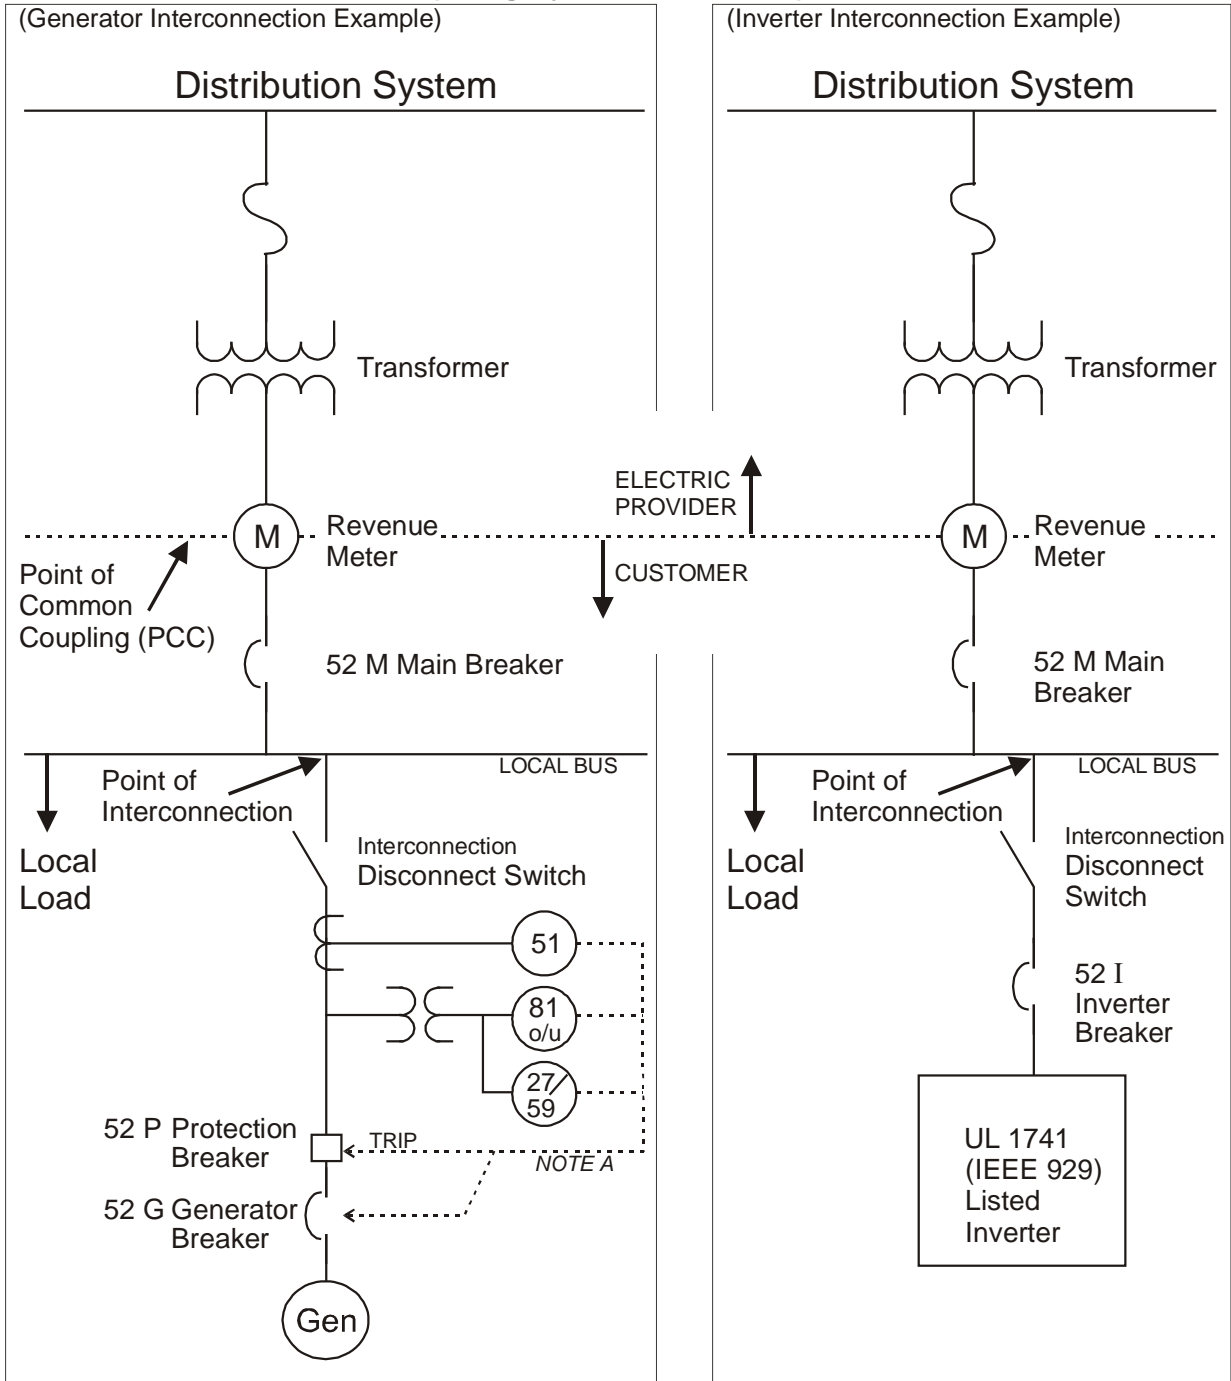 (Generator Interconnection Example)
Distribution System
Transformer
M
Revenue
Meter
Point of
Common
Coupling (PCC)
52 M Main Breaker
LOCAL BUS
Point of
Interconnection
Local
Load
Interconnection
Disconnect Switch
51
81
o/u
27/
59
52 P Protection
Breaker
TRIP
NOTE A
52 G Generator
Breaker
Gen
ELECTRIC
PROVIDER
CUSTOMER
(Inverter Interconnection Example)
Distribution System
Transformer
M
Revenue
Meter
52 M Main
Breaker
LOCAL BUS
Point of
Interconnection
Local
Load
Interconnection
Disconnect
Switch
52 I
Inverter
Breaker
UL 1741
(IEEE 929)
Listed
Inverter